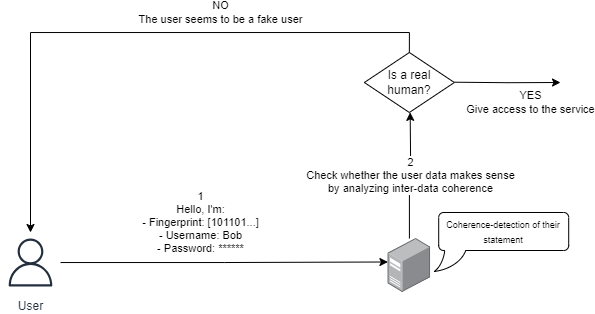 NO
The user seems to be a fake user
Is a real
human?
YES
Give access to the service
2
Check whether the user data makes sense
by analyzing inter-data coherence
1
Hello, I'm:
- Fingerprint: [101101...]
- Username: Bob
- Password: ******
Coherence-detection of their
statement
User